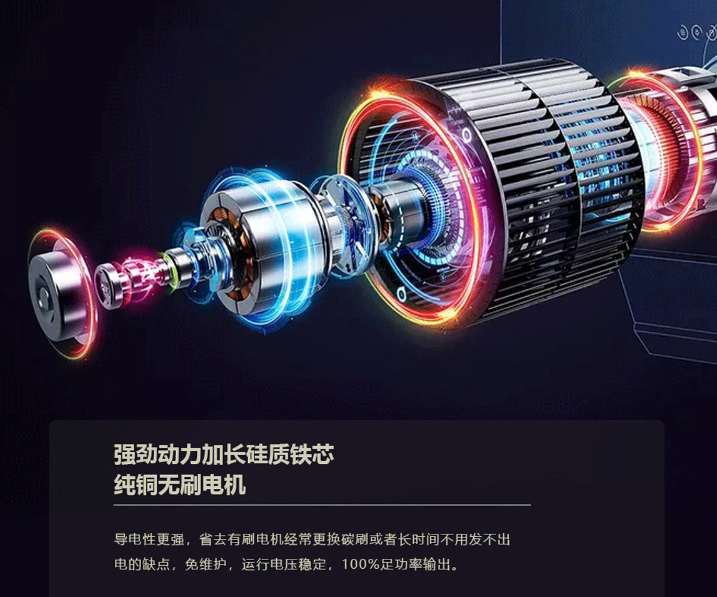 强劲动力加长硅质铁芯
纯铜无刷电机
导电性更强，省去有刷电机经常更换碳刷或者长时间不用发不出
电的缺点，免维护，运行电压稳定，100%足功率输出。